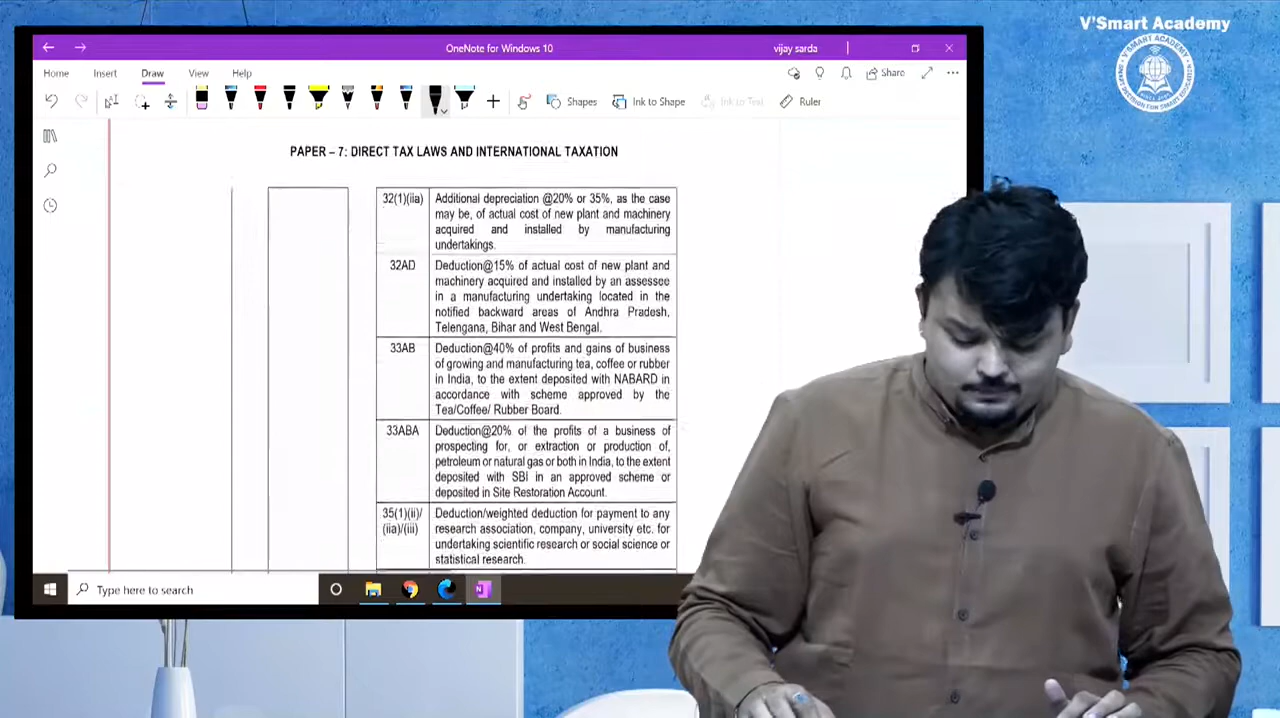 V'Smart Academy
OneNote for Windows 10
vijay sarda
Home Insert Draw View Help
Share
Shapes Ink to Shape Ink to Text Ruler
PAPER – 7: DIRECT TAX LAWS AND INTERNATIONAL TAXATION
32(1)(iia) Additional depreciation @20% or 35%, as the case
may be, of actual cost of new plant and machinery
acquired and installed by manufacturing
undertakings.
32AD Deduction@15% of actual cost of new plant and
machinery acquired and installed by an assessee
in a manufacturing undertaking located in the
notified backward areas of Andhra Pradesh,
Telengana, Bihar and West Bengal.
33AB Deduction@40% of profits and gains of business
of growing and manufacturing tea, coffee or rubber
in India, to the extent deposited with NABARD in
accordance with scheme approved by the
Tea/Coffee/ Rubber Board.
33ABA Deduction@20% of the profits of a business of
prospecting for, or extraction or production of,
petroleum or natural gas or both in India, to the extent
deposited with SBI in an approved scheme or
deposited in Site Restoration Account.
35(1)(ii)/ Deduction/weighted deduction for payment to any
(iia)/(iii) research association, company, university etc. for
undertaking scientific research or social science or
statistical research.
Type here to search